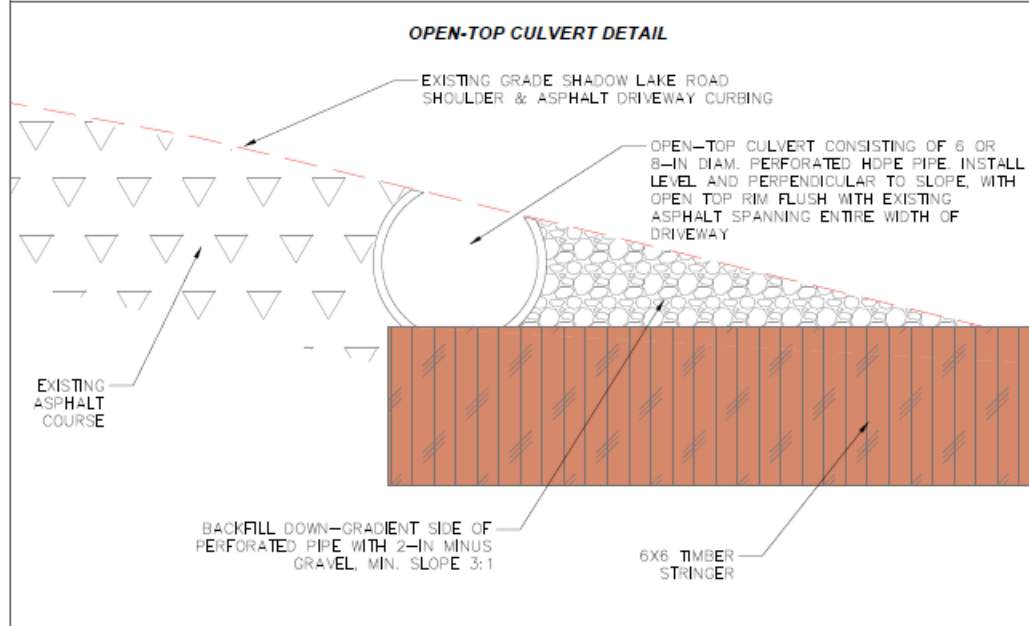 OPEN-TOP CULVERT DETAIL
EXISTING GRADE SHADOW LAKE ROAD
SHOULDER & ASPHALT DRIVEWAY CURBING
OPEN-TOP CULVERT CONSISTING OF 6 OR
8-IN DIAM. PERFORATED HDPE PIPE. INSTALL
LEVEL AND PERPENDICULAR TO SLOPE, WITH
OPEN TOP RIM FLUSH WITH EXISTING
ASPHALT SPANNING ENTIRE WIDTH OF
DRIVEWAY
EXISTING
ASPHALT
COURSE
BACKFILL DOWN-GRADIENT SIDE OF
PERFORATED PIPE WITH 2-IN MINUS
GRAVEL, MIN. SLOPE 3:1
6X6 TIMBER
STRINGER